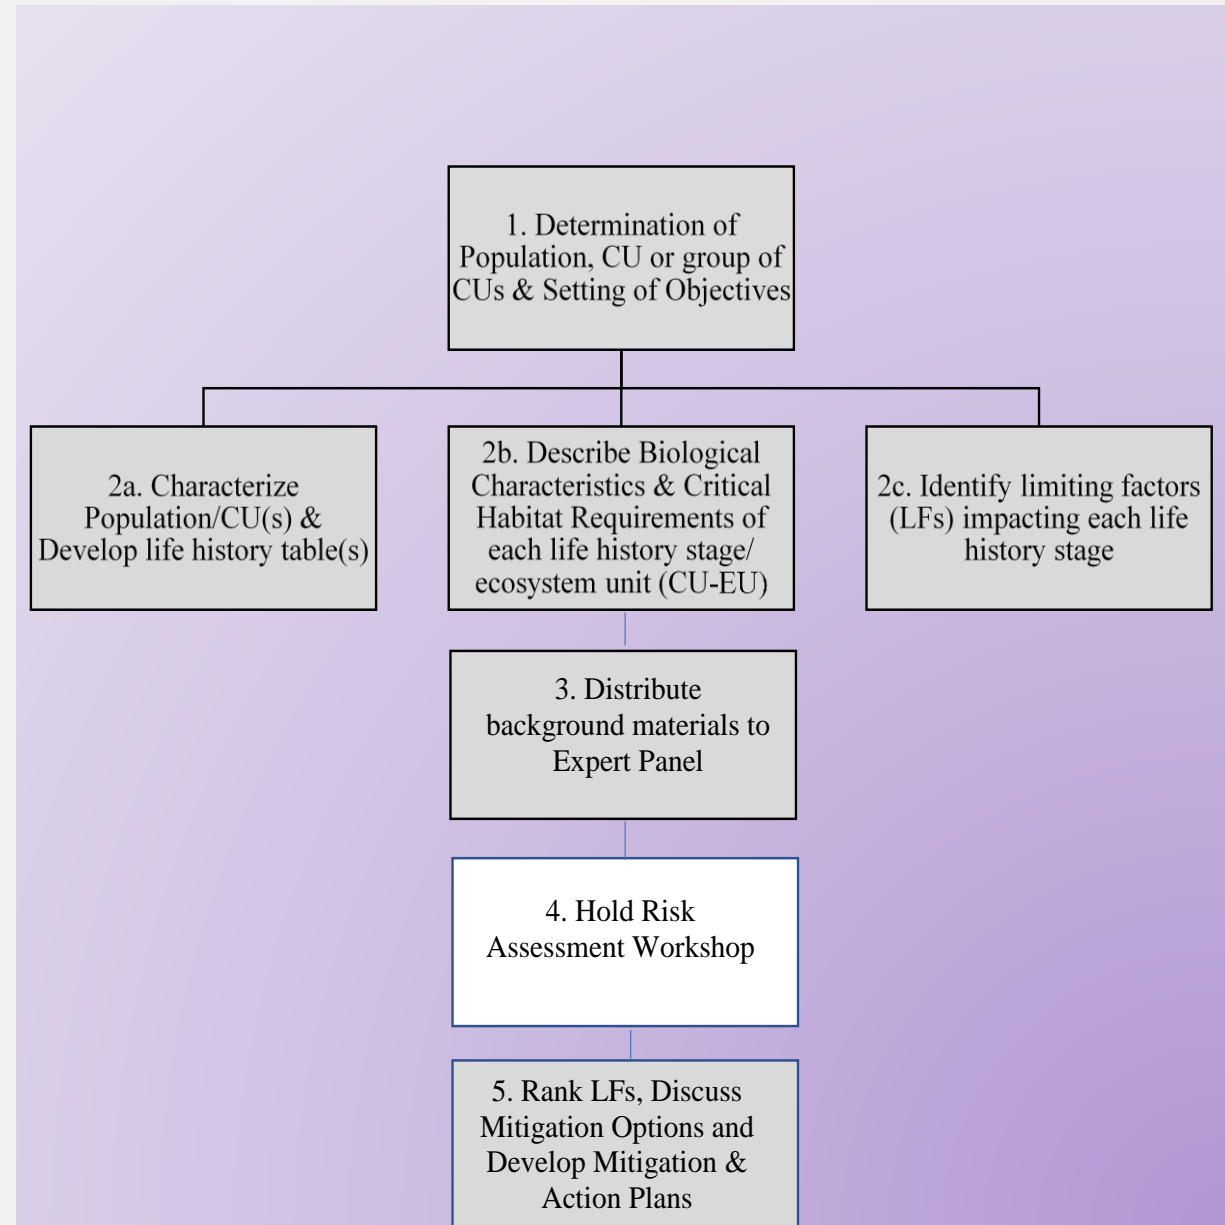 1. Determination of
Population, CU or group of
CUs & Setting of Objectives
2a. Characterize
Population/CU(s) &
Develop life history table(s)
2b. Describe Biological
Characteristics & Critical
Habitat Requirements of
each life history stage/
ecosystem unit (CU-EU)
2c. Identify limiting factors
(LFs) impacting each life
history stage
3. Distribute
background materials to
Expert Panel
4. Hold Risk
Assessment Workshop
5. Rank LFs, Discuss
Mitigation Options and
Develop Mitigation &
Action Plans